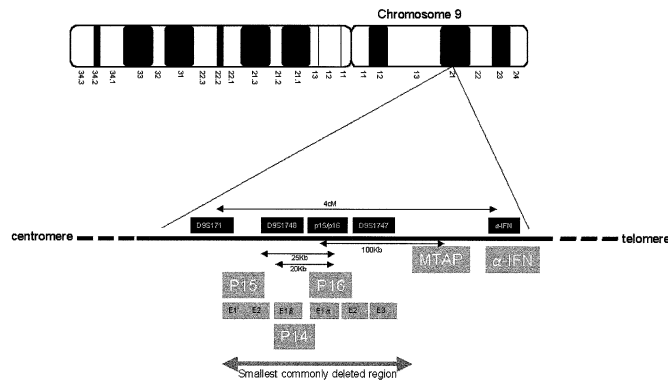 Chromosome 9
34.3 34.2 34.1 33 32 31 22.3 22.2 22.1 21.3 21.2 21.1 13 12 11 11 12 13 21 22 23 24
4cM
D9S171 D9S1748 p15/p16 D9S1747 α-IFN
centromere telomere
100Kb
25Kb
20Kb
MTAP α-IFN
P15 P16
E1 E2 E1β E1α E2 E3
P14
Smallest commonly deleted region